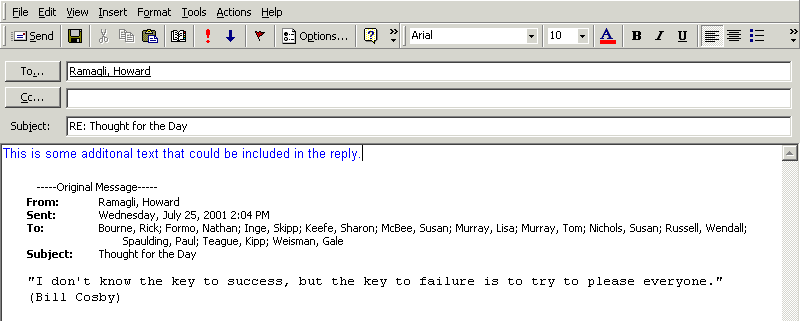 File Edit View Insert Format Tools Actions Help
Send Options... Arial 10 A B I U
To... Ramagli, Howard
Cc...
Subject: RE: Thought for the Day
This is some additonal text that could be included in the reply.
-----Original Message-----
From: Ramagli, Howard
Sent: Wednesday, July 25, 2001 2:04 PM
To: Bourne, Rick; Formo, Nathan; Inge, Skipp; Keefe, Sharon; McBee, Susan; Murray, Lisa; Murray, Tom; Nichols, Susan; Russell, Wendall;
Spaulding, Paul; Teague, Kipp; Weisman, Gale
Subject: Thought for the Day
"I don't know the key to success, but the key to failure is to try to please everyone."
(Bill Cosby)